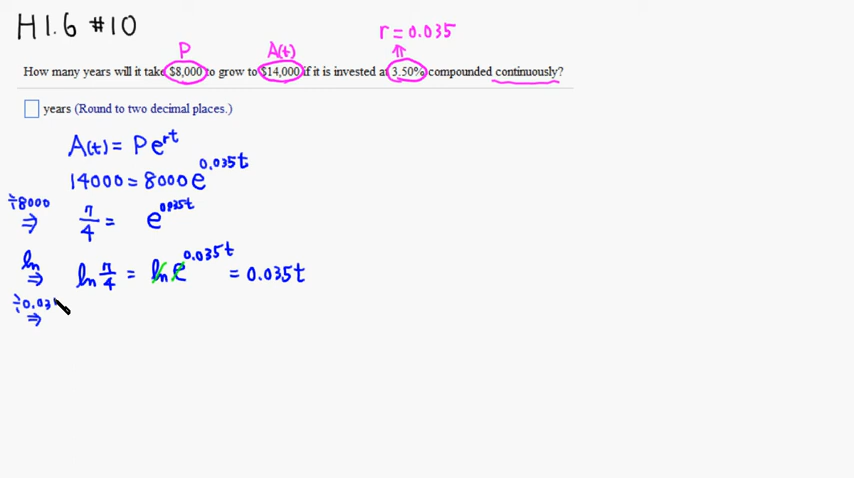 H1.6 #10
r = 0.035
P A(t) ⇑
How many years will it take $8,000 to grow to $14,000 if it is invested at 3.50% compounded continuously?
years (Round to two decimal places.)
A(t) = Pe^rt
14000 = 8000e^0.035t
÷8000 ⇒ 7/4 = e^0.035t
ln ⇒ ln 7/4 = ln e^0.035t = 0.035t
÷0.03
⇒